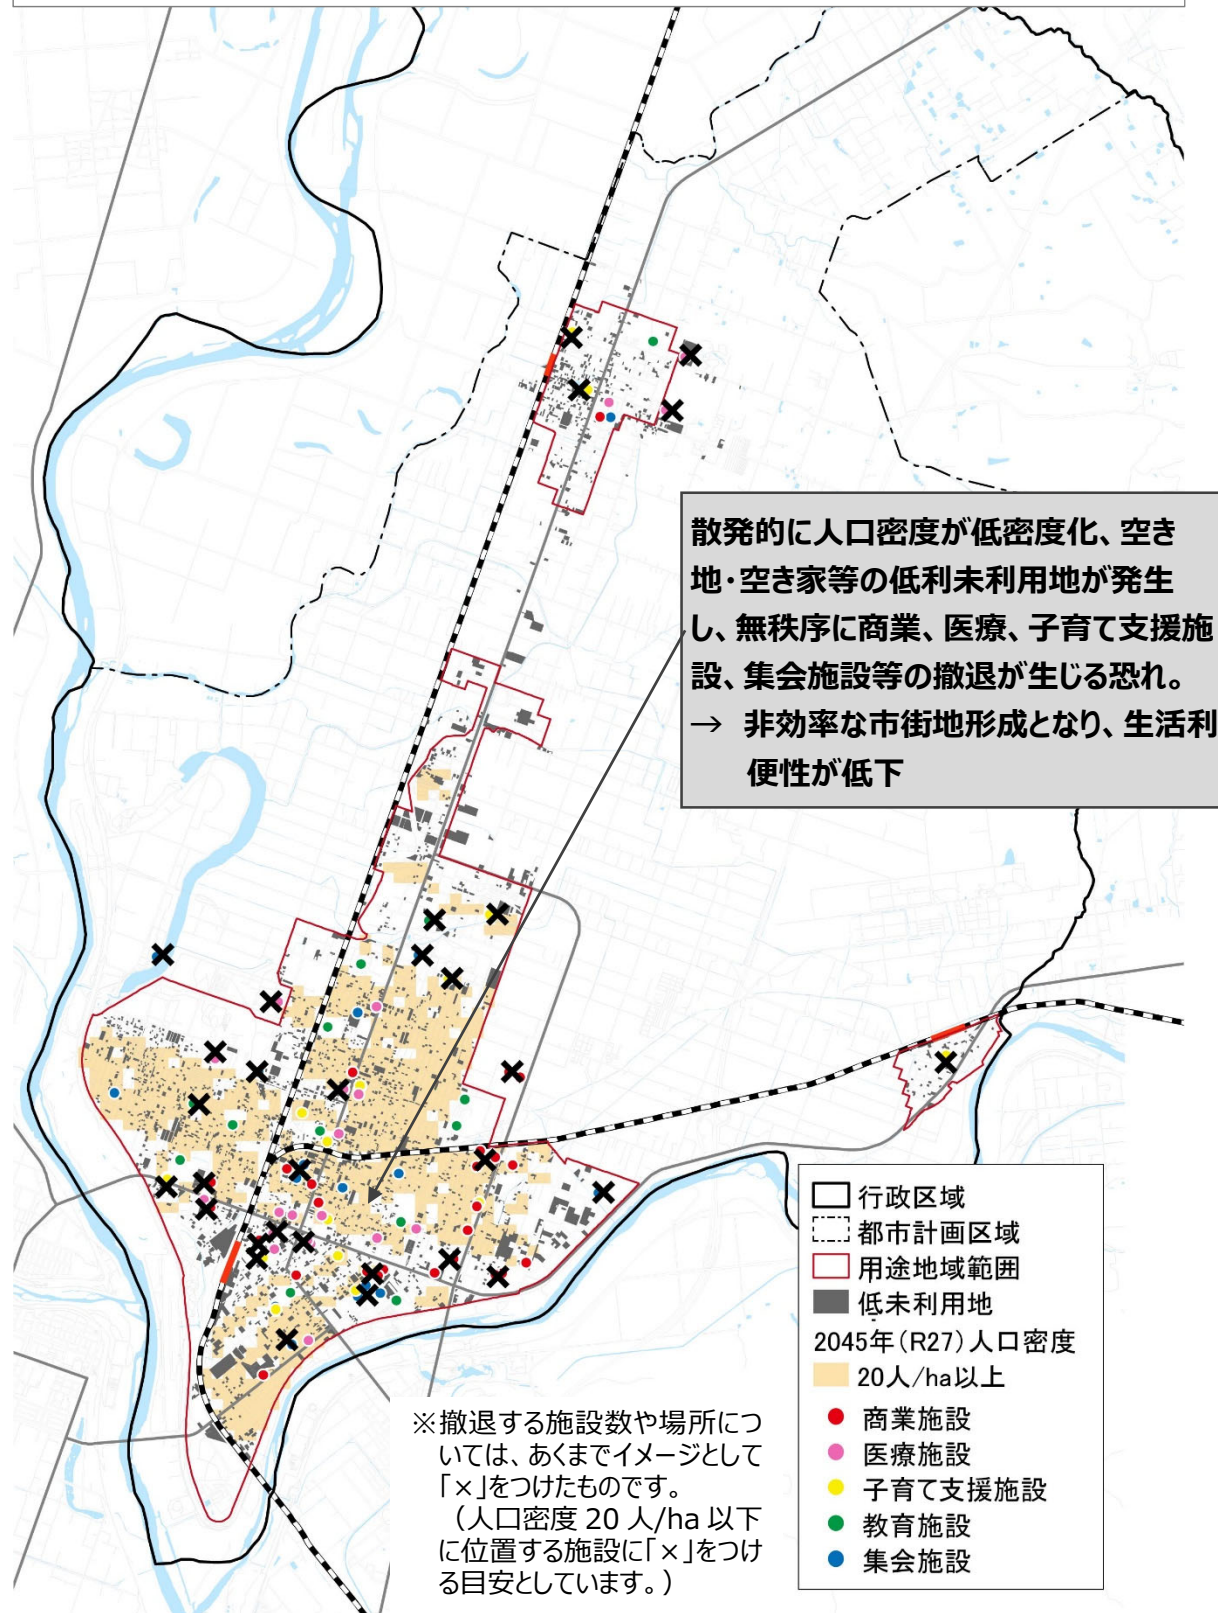 散発的に人口密度が低密度化、空き
地・空き家等の低利未利用地が発生
し、無秩序に商業、医療、子育て支援施
設、集会施設等の撤退が生じる恐れ。
→ 非効率な市街地形成となり、生活利
便性が低下
行政区域
都市計画区域
用途地域範囲
低未利用地
2045年(R27)人口密度
20人/ha以上
商業施設
医療施設
子育て支援施設
教育施設
集会施設
※撤退する施設数や場所につ
いては、あくまでイメージとして
「×」をつけたものです。
（人口密度 20 人/ha 以下
に位置する施設に「×」をつけ
る目安としています。）